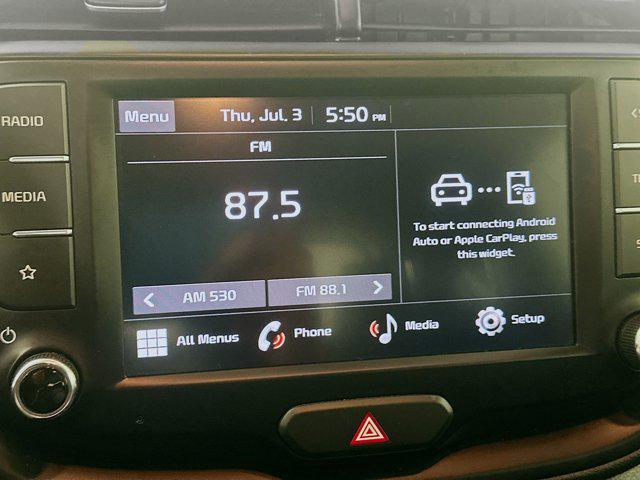 RADIO
MEDIA
Menu
Thu, Jul. 3
5:50 PM
FM
87.5
AM 530
FM 88.1
To start connecting Android
Auto or Apple CarPlay, press
this widget.
All Menus
Phone
Media
Setup